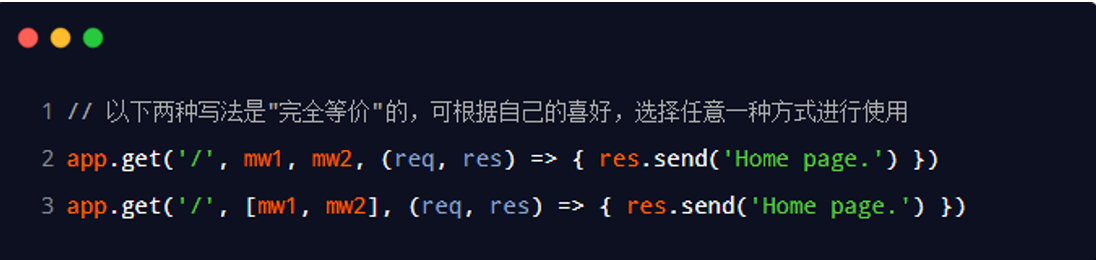 1 // 以下两种写法是"完全等价"的，可根据自己的喜好，选择任意一种方式进行使用
2 app.get('/', mw1, mw2, (req, res) => { res.send('Home page.') })
3 app.get('/', [mw1, mw2], (req, res) => { res.send('Home page.') })